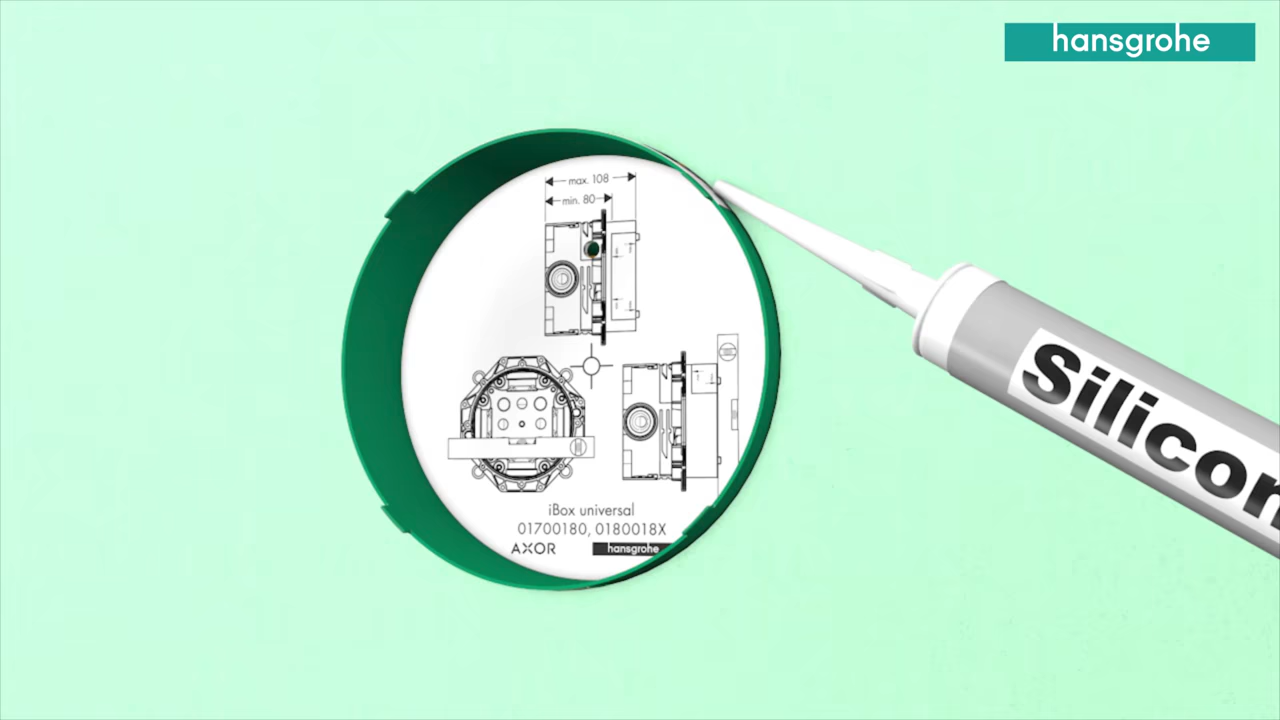 hansgrohe
max. 108
min. 80
Silicon
iBox universal
01700180, 0180018X
AXOR hansgrohe